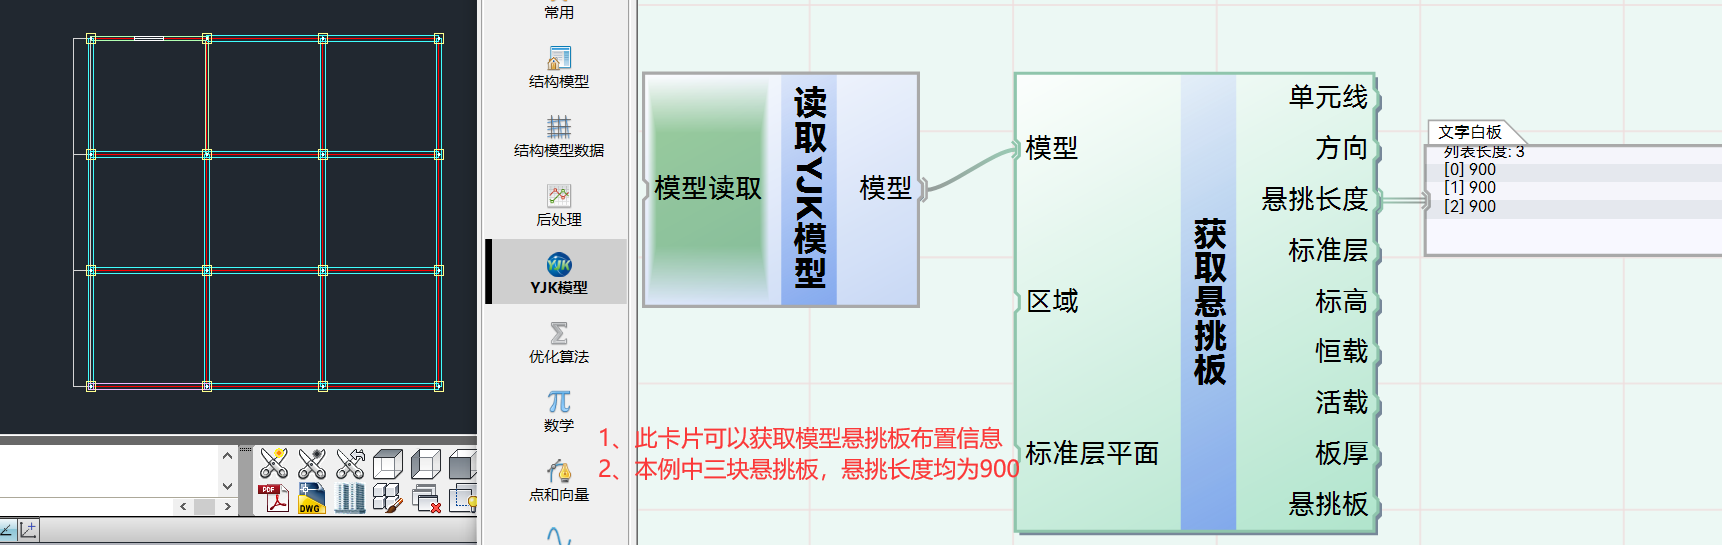 常用
结构模型
结构模型数据
后处理
YJK
YJK模型
优化算法
数学
点和向量
PDF
DWG
模型读取
读取YJK模型
模型
模型
区域
标准层平面
获取悬挑板
单元线
方向
悬挑长度
标准层
标高
恒载
活载
板厚
悬挑板
文字白板
列表长度: 3
[0] 900
[1] 900
[2] 900
1、此卡片可以获取模型悬挑板布置信息
2、本例中三块悬挑板，悬挑长度均为900